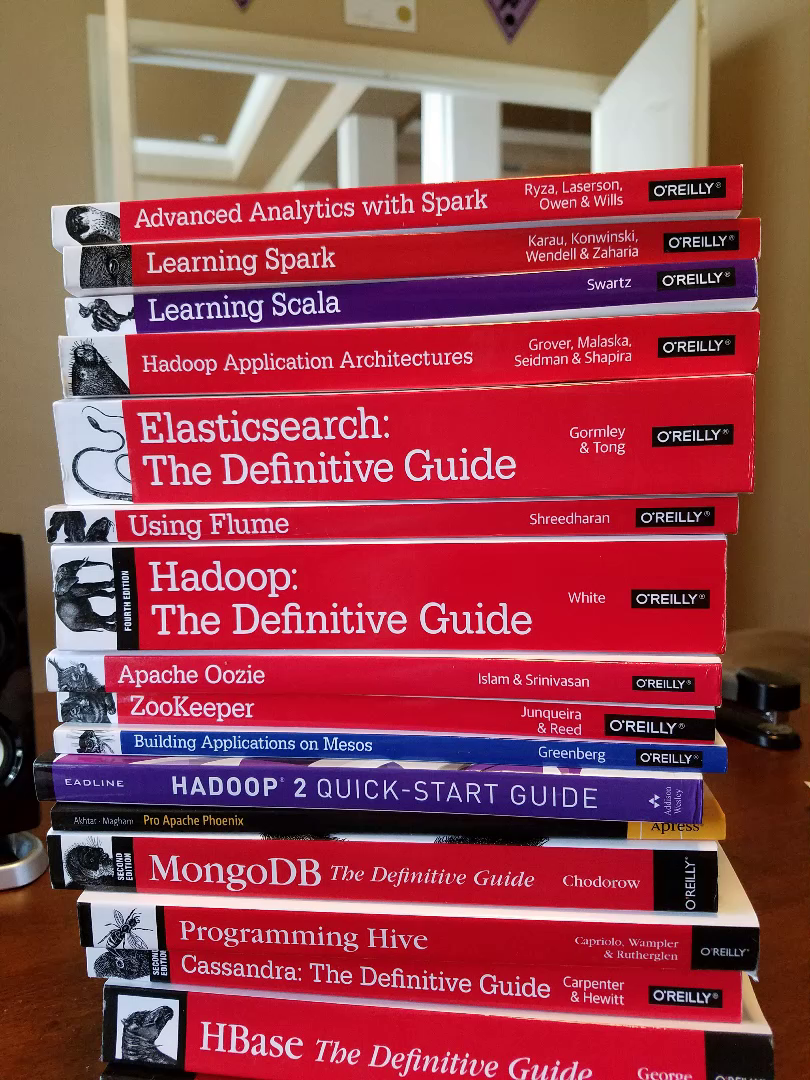 Advanced Analytics with Spark
Ryza, Laserson,
Owen & Wills
O'REILLY®
Learning Spark
Karau, Konwinski,
Wendell & Zaharia
O'REILLY®
Learning Scala
Swartz
O'REILLY®
Hadoop Application Architectures
Grover, Malaska,
Seidman & Shapira
O'REILLY®
Elasticsearch:
The Definitive Guide
Gormley
& Tong
O'REILLY®
Using Flume
Shreedharan
O'REILLY®
FOURTH EDITION
Hadoop:
The Definitive Guide
White
O'REILLY®
Apache Oozie
Islam & Srinivasan
O'REILLY®
ZooKeeper
Junqueira
& Reed
O'REILLY®
Building Applications on Mesos
Greenberg
O'REILLY®
EADLINE
HADOOP® 2 QUICK-START GUIDE
Addison
Wesley
Akhtar · Magham
Pro Apache Phoenix
Apress®
SECOND
EDITION
MongoDB The Definitive Guide
Chodorow
O'REILLY™
Programming Hive
Capriolo, Wampler
& Rutherglen
O'REILLY™
SECOND
EDITION
Cassandra: The Definitive Guide
Carpenter
& Hewitt
O'REILLY®
HBase The Definitive Guide
George
O'REILLY